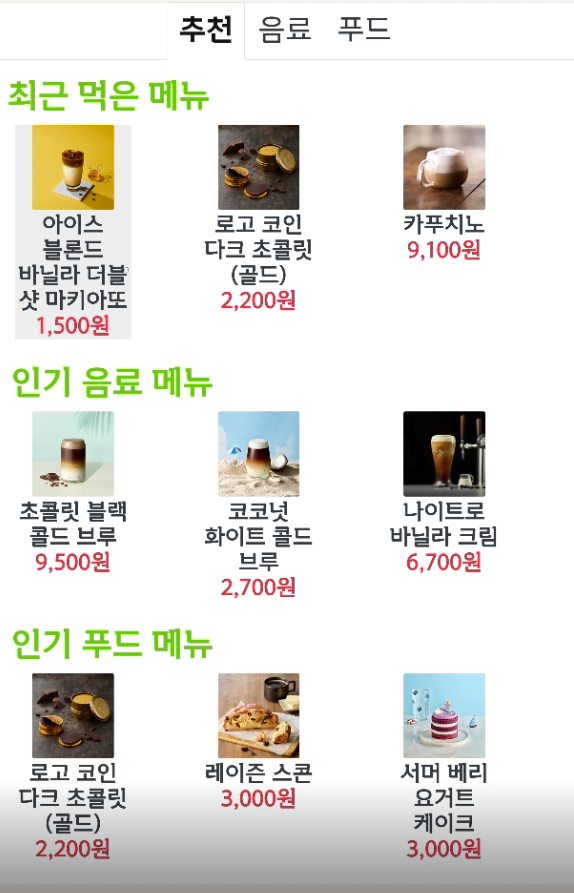 추천 음료 푸드
최근 먹은 메뉴
아이스
블론드
바닐라 더블
샷 마키아또
1,500원
로고 코인
다크 초콜릿
(골드)
2,200원
카푸치노
9,100원
인기 음료 메뉴
초콜릿 블랙
콜드 브루
9,500원
코코넛
화이트 콜드
브루
2,700원
나이트로
바닐라 크림
6,700원
인기 푸드 메뉴
로고 코인
다크 초콜릿
(골드)
2,200원
레이즌 스콘
3,000원
서머 베리
요거트
케이크
3,000원